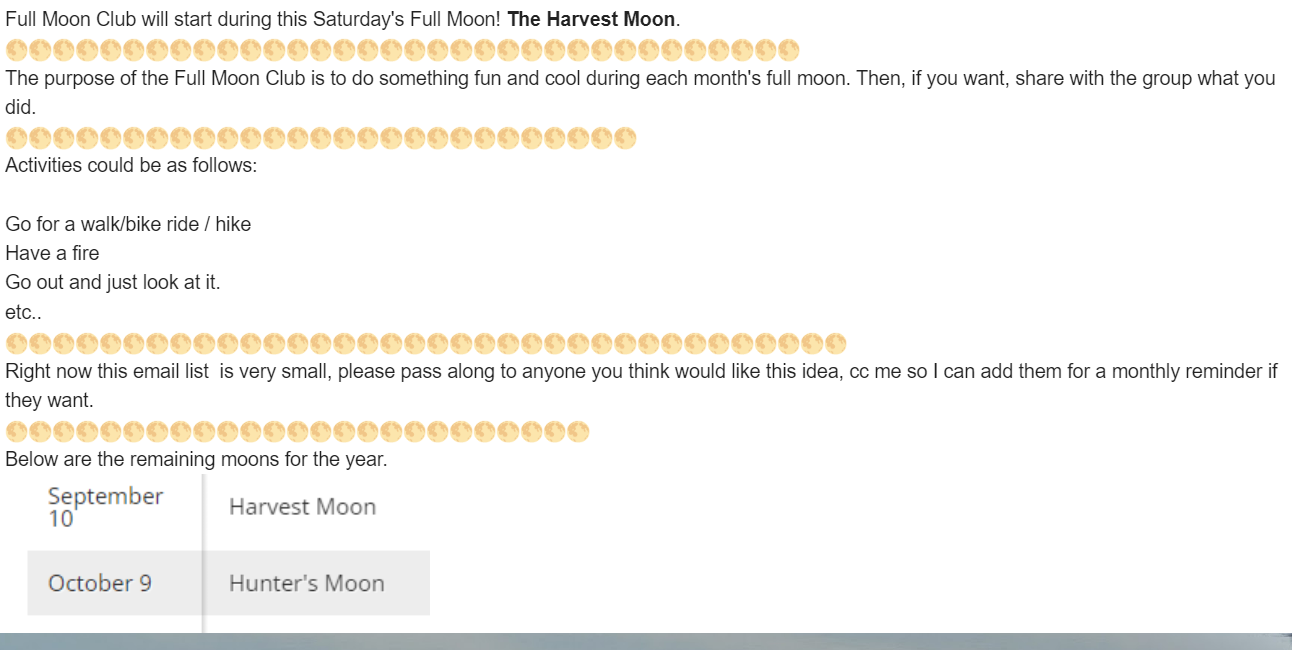 Full Moon Club will start during this Saturday's Full Moon! The Harvest Moon.
The purpose of the Full Moon Club is to do something fun and cool during each month's full moon. Then, if you want, share with the group what you
did.
Activities could be as follows:
Go for a walk/bike ride / hike
Have a fire
Go out and just look at it.
etc..
Right now this email list  is very small, please pass along to anyone you think would like this idea, cc me so I can add them for a monthly reminder if
they want.
Below are the remaining moons for the year.
September
10
Harvest Moon
October 9
Hunter's Moon